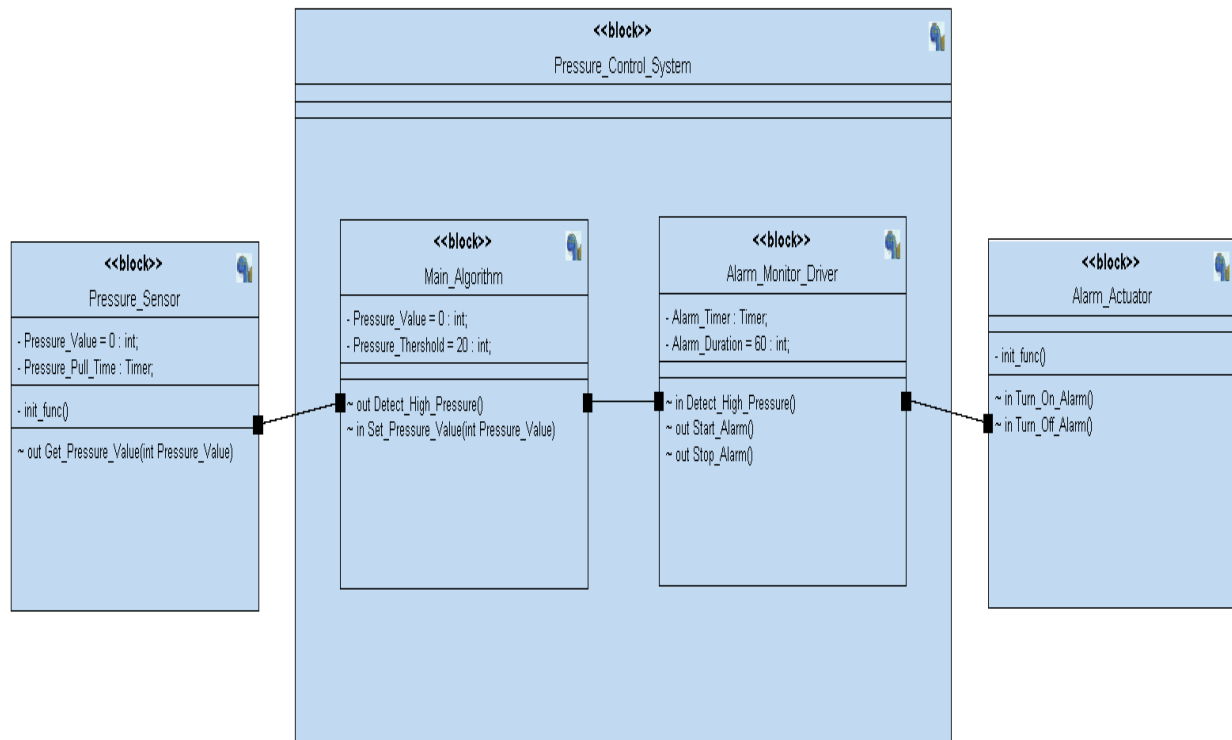 <<block>>
Pressure_Control_System
<<block>>
Pressure_Sensor
- Pressure_Value = 0 : int;
- Pressure_Pull_Time : Timer;
- init_func()
~ out Get_Pressure_Value(int Pressure_Value)
<<block>>
Main_Algorithm
- Pressure_Value = 0 : int;
- Pressure_Thershold = 20 : int;
~ out Detect_High_Pressure()
~ in Set_Pressure_Value(int Pressure_Value)
<<block>>
Alarm_Monitor_Driver
- Alarm_Timer : Timer;
- Alarm_Duration = 60 : int;
~ in Detect_High_Pressure()
~ out Start_Alarm()
~ out Stop_Alarm()
<<block>>
Alarm_Actuator
- init_func()
~ in Turn_On_Alarm()
~ in Turn_Off_Alarm()